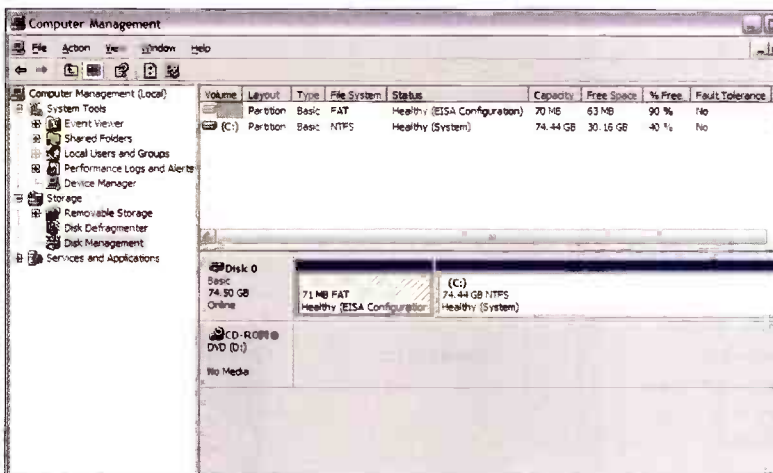 Computer Management
File Action View Window Help
Computer Management (Local)
System Tools
Event Viewer
Shared Folders
Local Users and Groups
Performance Logs and Alerts
Device Manager
Storage
Removable Storage
Disk Defragmenter
Disk Management
Services and Applications
Volume Layout Type File System Status Capacity Free Space % Free Fault Tolerance
Partition Basic FAT Healthy (EISA Configuration) 70 MB 63 MB 90 % No
(C:) Partition Basic NTFS Healthy (System) 74.44 GB 30.16 GB 40 % No
Disk 0
Basic
74.50 GB
Online
71 MB FAT
Healthy (EISA Configuration
(C:)
74.44 GB NTFS
Healthy (System)
CD-ROM 0
DVD (D:)
No Media